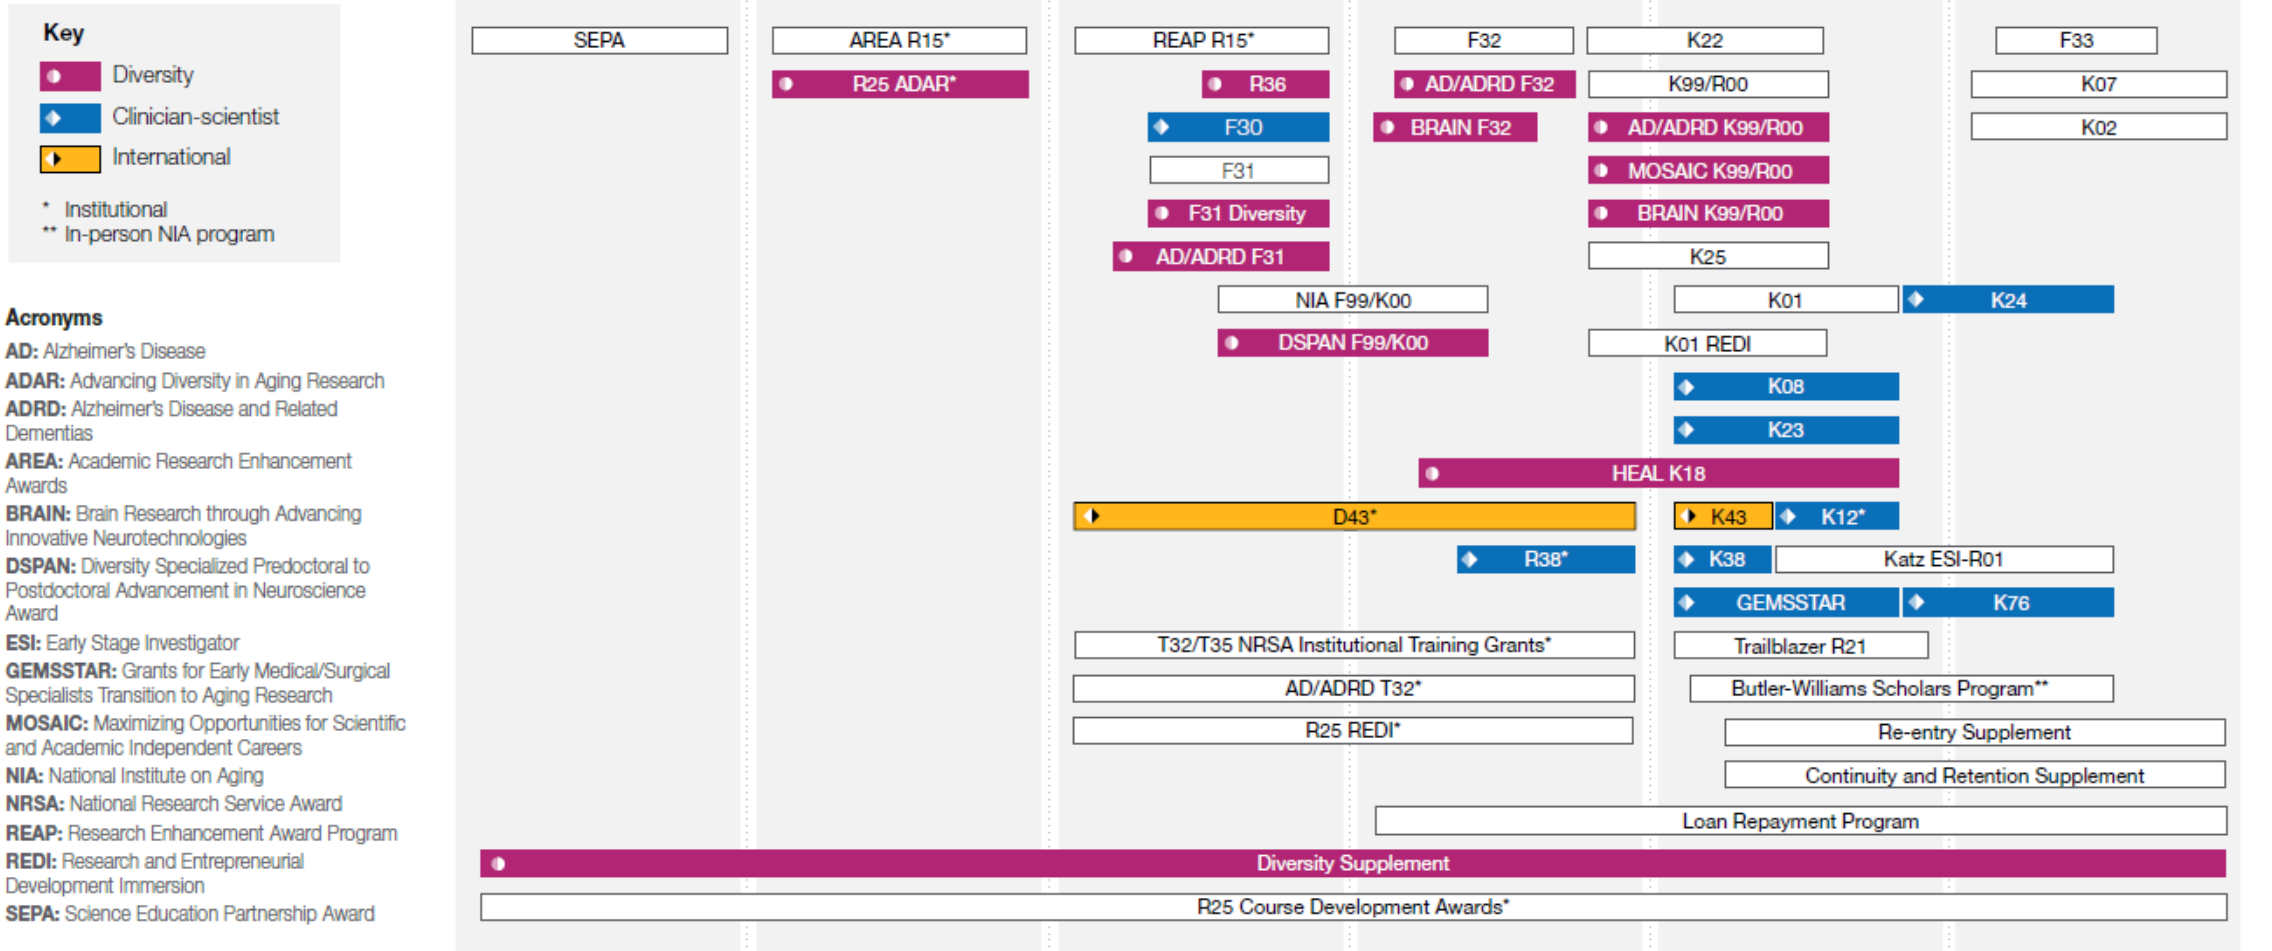 Key
Diversity
Clinician-scientist
International
* Institutional
** In-person NIA program
Acronyms
AD: Alzheimer's Disease
ADAR: Advancing Diversity in Aging Research
ADRD: Alzheimer's Disease and Related
Dementias
AREA: Academic Research Enhancement
Awards
BRAIN: Brain Research through Advancing
Innovative Neurotechnologies
DSPAN: Diversity Specialized Predoctoral to
Postdoctoral Advancement in Neuroscience
Award
ESI: Early Stage Investigator
GEMSSTAR: Grants for Early Medical/Surgical
Specialists Transition to Aging Research
MOSAIC: Maximizing Opportunities for Scientific
and Academic Independent Careers
NIA: National Institute on Aging
NRSA: National Research Service Award
REAP: Research Enhancement Award Program
REDI: Research and Entrepreneurial
Development Immersion
SEPA: Science Education Partnership Award
SEPA AREA R15* REAP R15* F32 K22 F33
R25 ADAR* R36 AD/ADRD F32 K99/R00 K07
F30 BRAIN F32 AD/ADRD K99/R00 K02
F31 MOSAIC K99/R00
F31 Diversity BRAIN K99/R00
AD/ADRD F31 K25
NIA F99/K00 K01 K24
DSPAN F99/K00 K01 REDI
K08
K23
HEAL K18
D43* K43 K12*
R38* K38 Katz ESI-R01
GEMSSTAR K76
T32/T35 NRSA Institutional Training Grants* Trailblazer R21
AD/ADRD T32* Butler-Williams Scholars Program**
R25 REDI* Re-entry Supplement
Continuity and Retention Supplement
Loan Repayment Program
Diversity Supplement
R25 Course Development Awards*